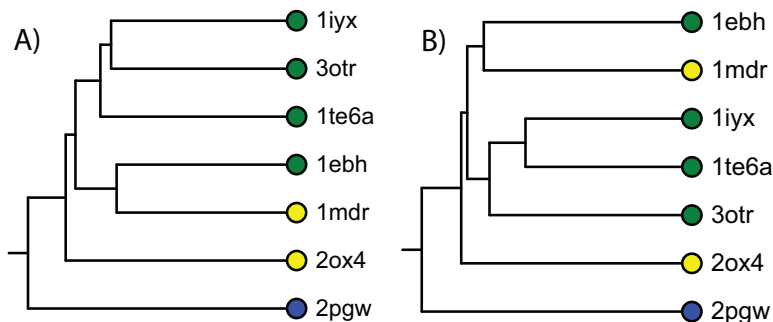 A)
1iyx
3otr
1te6a
1ebh
1mdr
2ox4
2pgw
B)
1ebh
1mdr
1iyx
1te6a
3otr
2ox4
2pgw